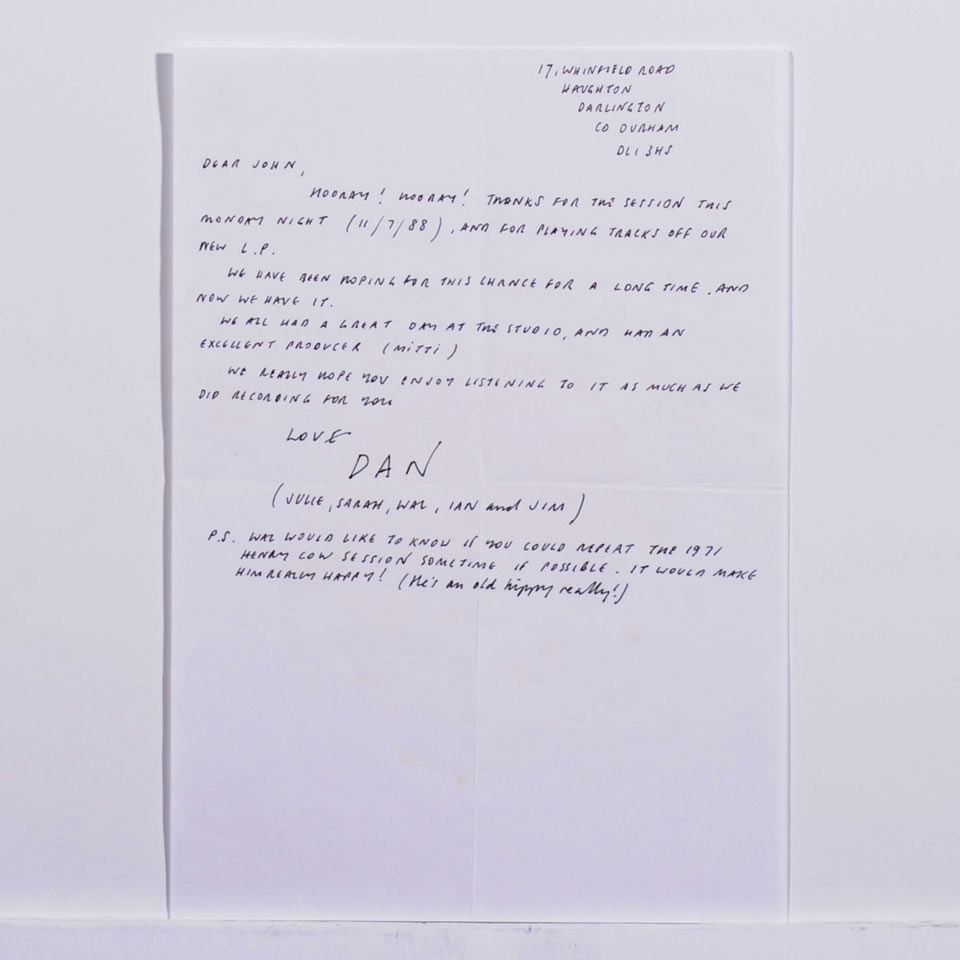 17, WHINFIELD ROAD
HAUGHTON
DARLINGTON
CO DURHAM
DL1 3HS
DEAR JOHN,
HOORAY! HOORAY! THANKS FOR THE SESSION THIS
MONDAY NIGHT (11/7/88), AND FOR PLAYING TRACKS OFF OUR
NEW L.P.
WE HAVE BEEN HOPING FOR THIS CHANCE FOR A LONG TIME. AND
NOW WE HAVE IT.
WE ALL HAD A GREAT DAY AT THE STUDIO, AND HAD AN
EXCELLENT PRODUCER (MiTTi)
WE REALLY HOPE YOU ENJOY LISTENING TO IT AS MUCH AS WE
DID RECORDING FOR YOU
LOVE
DAN
(JULIE, SARAH, WAL, IAN and JIM)
P.S. WAL WOULD LIKE TO KNOW IF YOU COULD REPEAT THE 1971
HENRY COW SESSION SOMETIME IF POSSIBLE. IT WOULD MAKE
HIM REALLY HAPPY! (He's an old hippy really!)